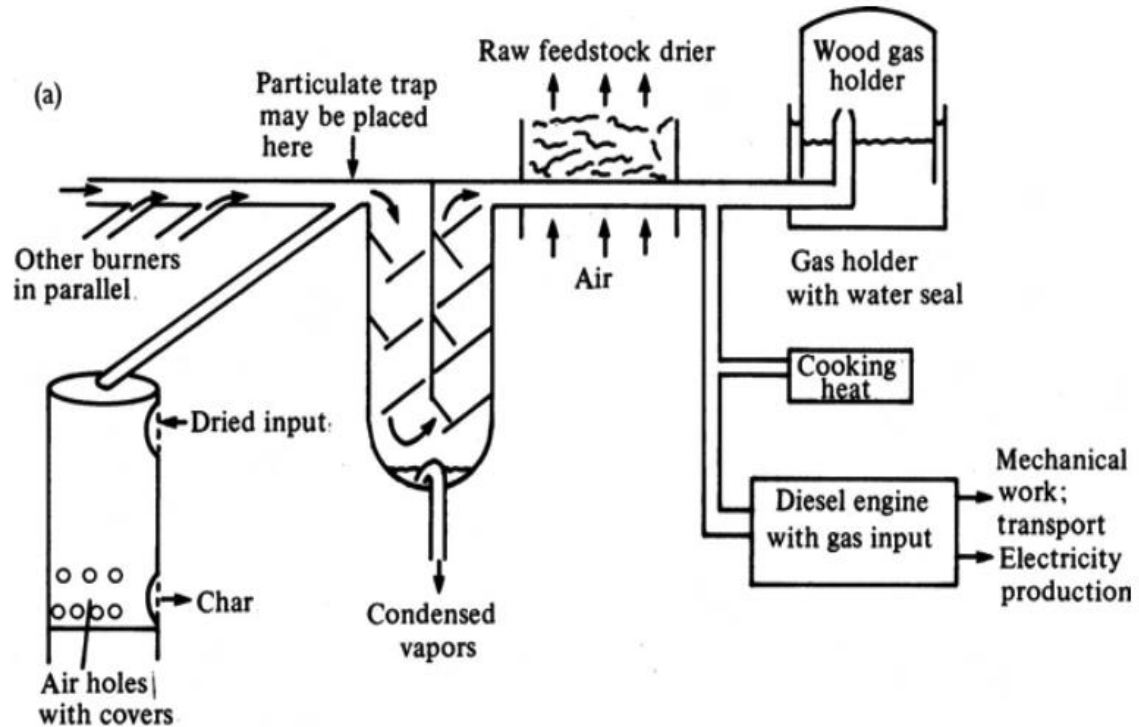 (a)
Particulate trap
may be placed
here
Raw feedstock drier
Wood gas
holder
Other burners
in parallel.
Air
Gas holder
with water seal
Dried input
Cooking
heat
Diesel engine
with gas input
Mechanical
work;
transport
Electricity
production
Char
Condensed
vapors
Air holes
with covers